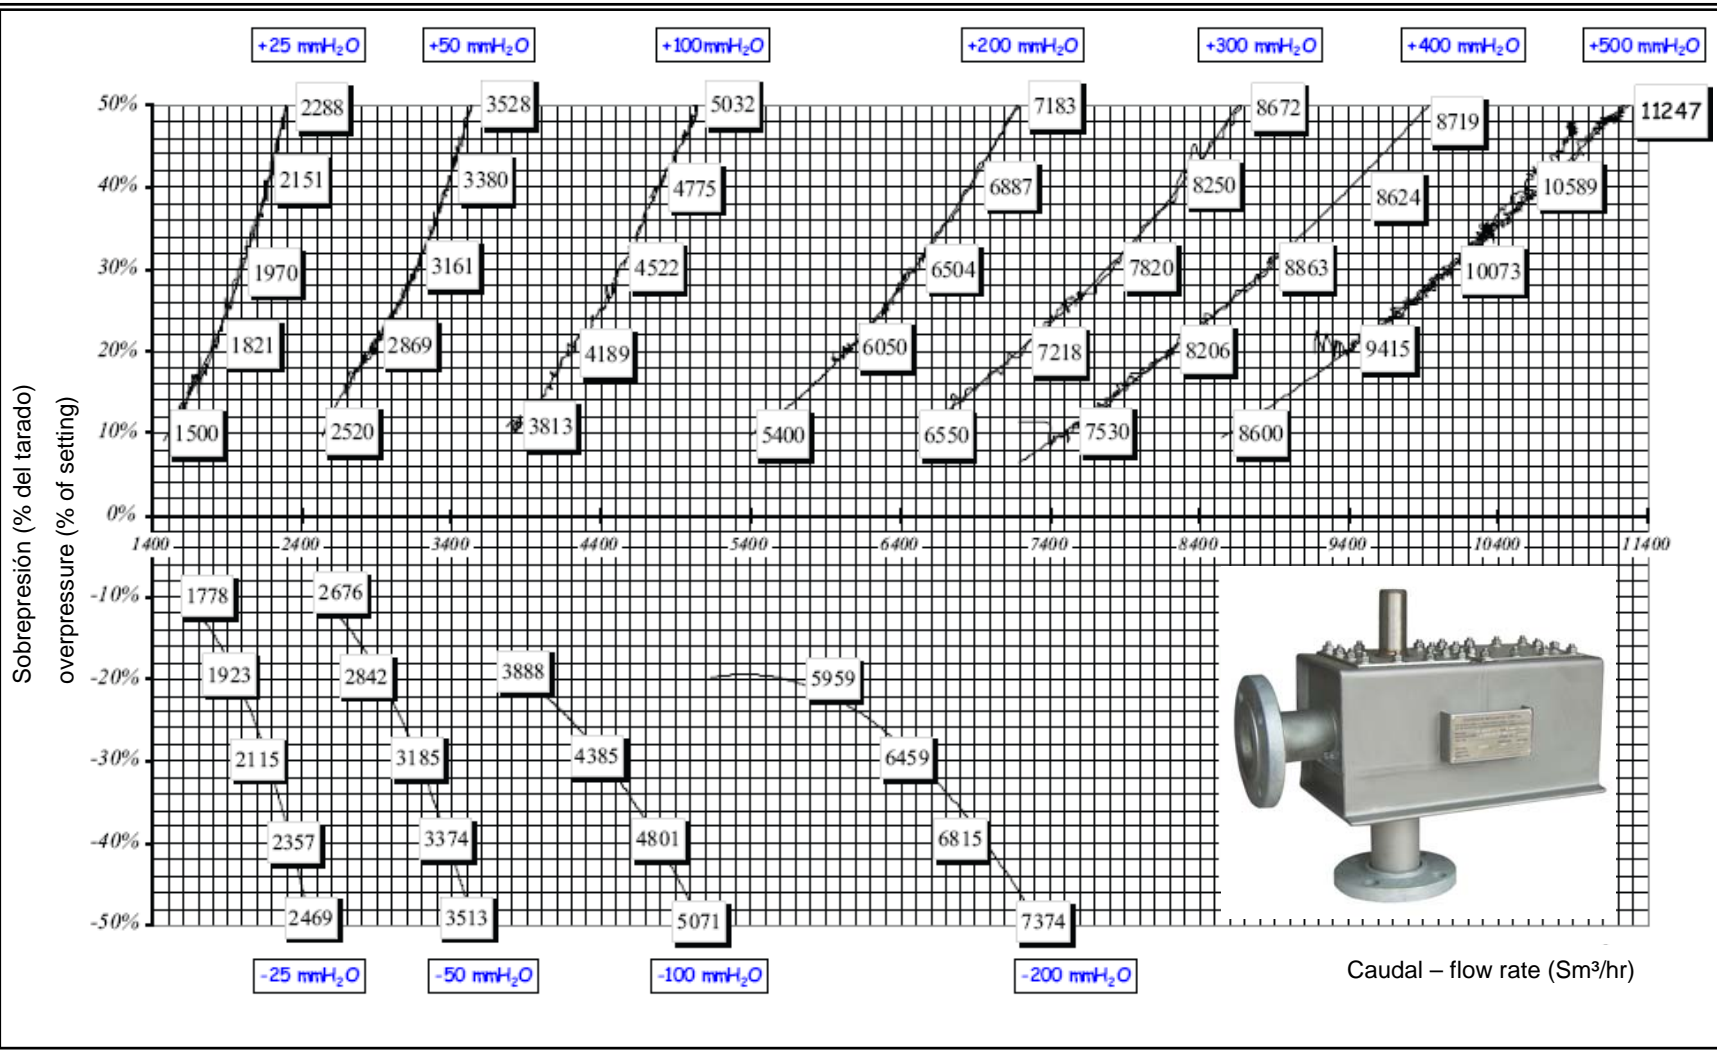 +25 mmH₂O +50 mmH₂O +100mmH₂O +200 mmH₂O +300 mmH₂O +400 mmH₂O +500 mmH₂O
50% 2288 3528 5032 7183 8672 8719 11247
40% 2151 3380 4775 6887 8250 8624 10589
30% 1970 3161 4522 6504 7820 8863 10073
20% 1821 2869 4189 6050 7218 8206 9415
10% 1500 2520 3813 5400 6550 7530 8600
0%
1400 2400 3400 4400 5400 6400 7400 8400 9400 10400 11400
-10% 1778 2676
-20% 1923 2842 3888 5959
-30% 2115 3185 4385 6459
-40% 2357 3374 4801 6815
-50% 2469 3513 5071 7374
-25 mmH₂O -50 mmH₂O -100 mmH₂O -200 mmH₂O
Sobrepresión (% del tarado)
overpressure (% of setting)
Caudal – flow rate (Sm³/hr)